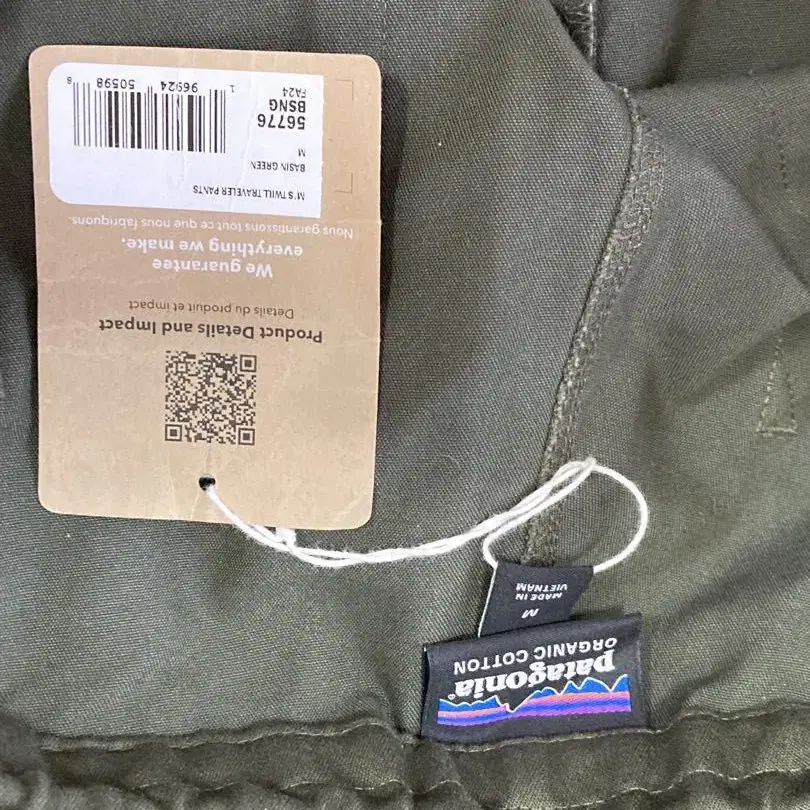 patagonia
ORGANIC COTTON
M
MADE IN
VIETNAM
Product Details and Impact
Détails du produit et impact
We guarantee
everything we make.
Nous garantissons tout ce que nous fabriquons.
M'S TWILL TRAVELER PANTS
BASIN GREEN
M
56776
BSNG
FA24
1 96924 50598 8